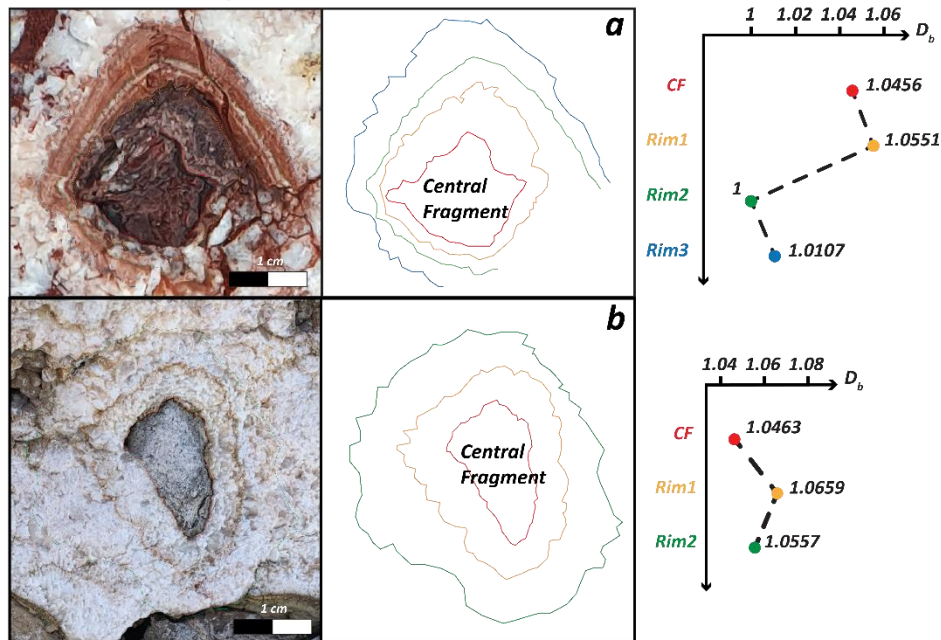 a
Central
Fragment
1 cm
1 1.02 1.04 1.06
D_b
CF
1.0456
Rim1
1.0551
Rim2
1
Rim3
1.0107
b
Central
Fragment
1 cm
1.04 1.06 1.08
D_b
CF
1.0463
Rim1
1.0659
Rim2
1.0557